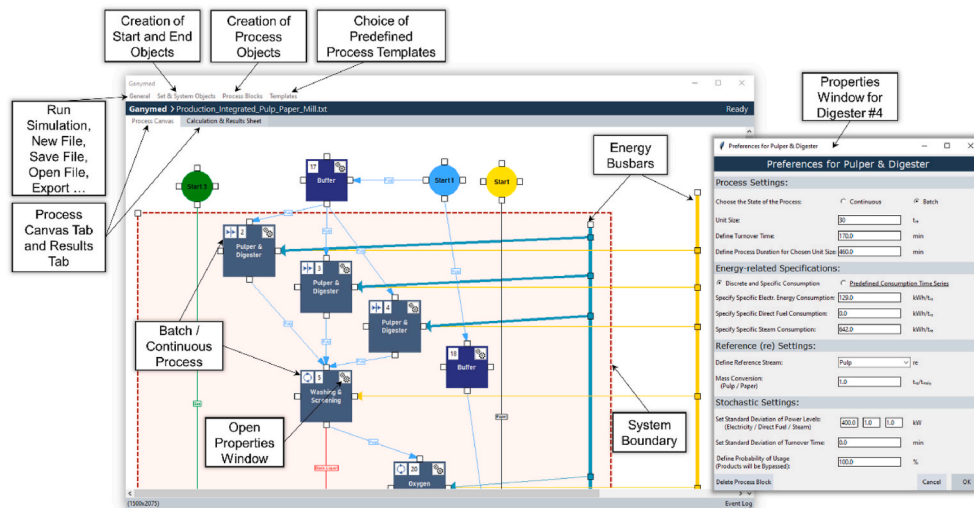 Creation of
Start and End
Objects
Creation of
Process
Objects
Choice of
Predefined
Process Templates
Run
Simulation,
New File,
Save File,
Open File,
Export ...
Process
Canvas Tab
and Results
Tab
Ganymed
General Set & System Objects Process Blocks Templates
Ganymed > Production_Integrated_Pulp_Paper_Mill.txt Ready
Process Canvas Calculation & Results Sheet
Start 3
17
Buffer
Start 1
Start
2
Pulper &
Digester
3
Pulper &
Digester
4
Pulper &
Digester
18
Buffer
5
Washing &
Screening
20
Oxygen
Batch /
Continuous
Process
Open
Properties
Window
Energy
Busbars
System
Boundary
(1500x2075) Event Log
Properties
Window for
Digester #4
Preferences for Pulper & Digester
Preferences for Pulper & Digester
Process Settings:
Choose the State of the Process: Continuous Batch
Unit Size: 30
Define Turnover Time: 170.0 min
Define Process Duration for Chosen Unit Size: 460.0 min
Energy-related Specifications:
Discrete and Specific Consumption Predefined Consumption Time Series
Specify Specific Electr. Energy Consumption: 129.0
Specify Specific Direct Fuel Consumption: 0.0
Specify Specific Steam Consumption: 642.0
Reference (re) Settings:
Define Reference Stream: Pulp re
Mass Conversion: 1.0
(Pulp / Paper)
Stochastic Settings:
Set Standard Deviation of Power Levels: 400.0 1.0 1.0 kW
(Electricity / Direct Fuel / Steam)
Set Standard Deviation of Turnover Time: 0.0 min
Define Probability of Usage 100.0 %
(Products will be Bypassed):
Delete Process Block Cancel OK